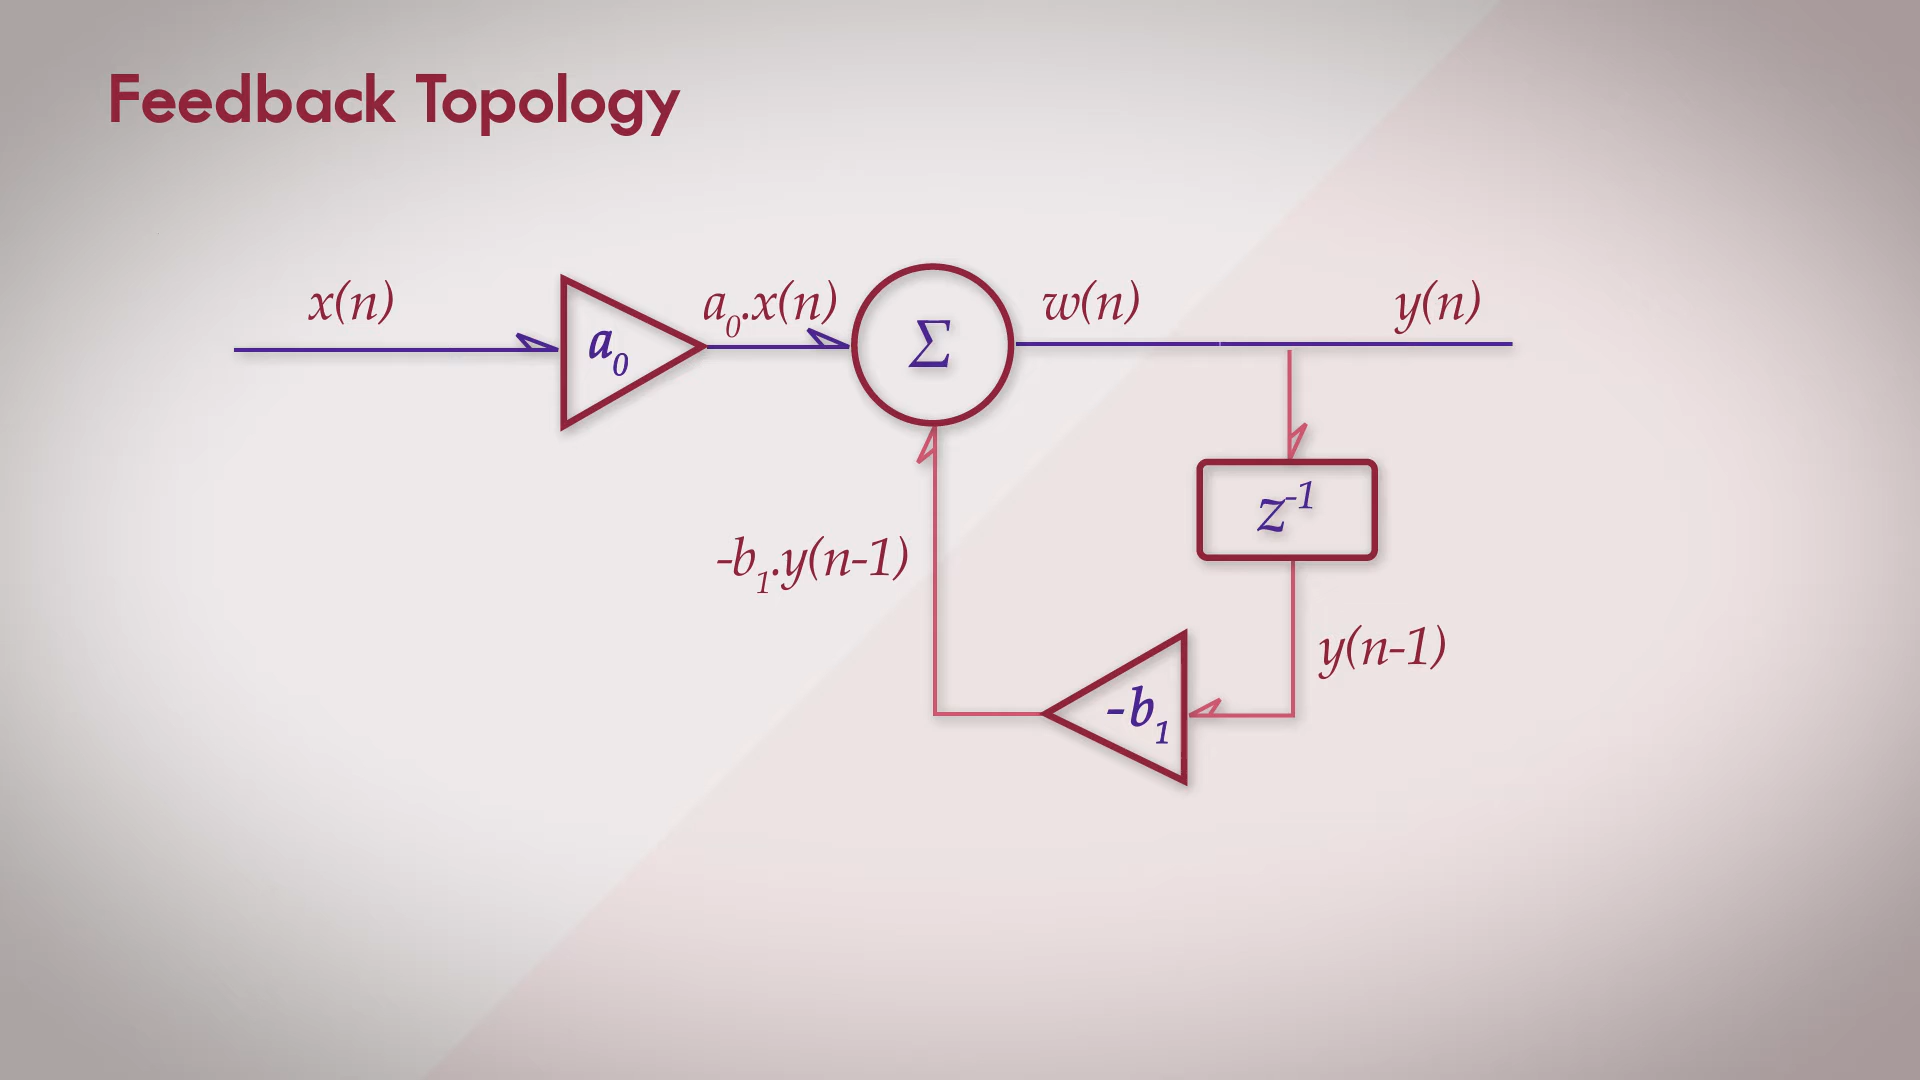 Feedback Topology
x(n)
a₀
a₀.x(n)
Σ
w(n)
y(n)
z⁻¹
-b₁.y(n-1)
y(n-1)
-b₁